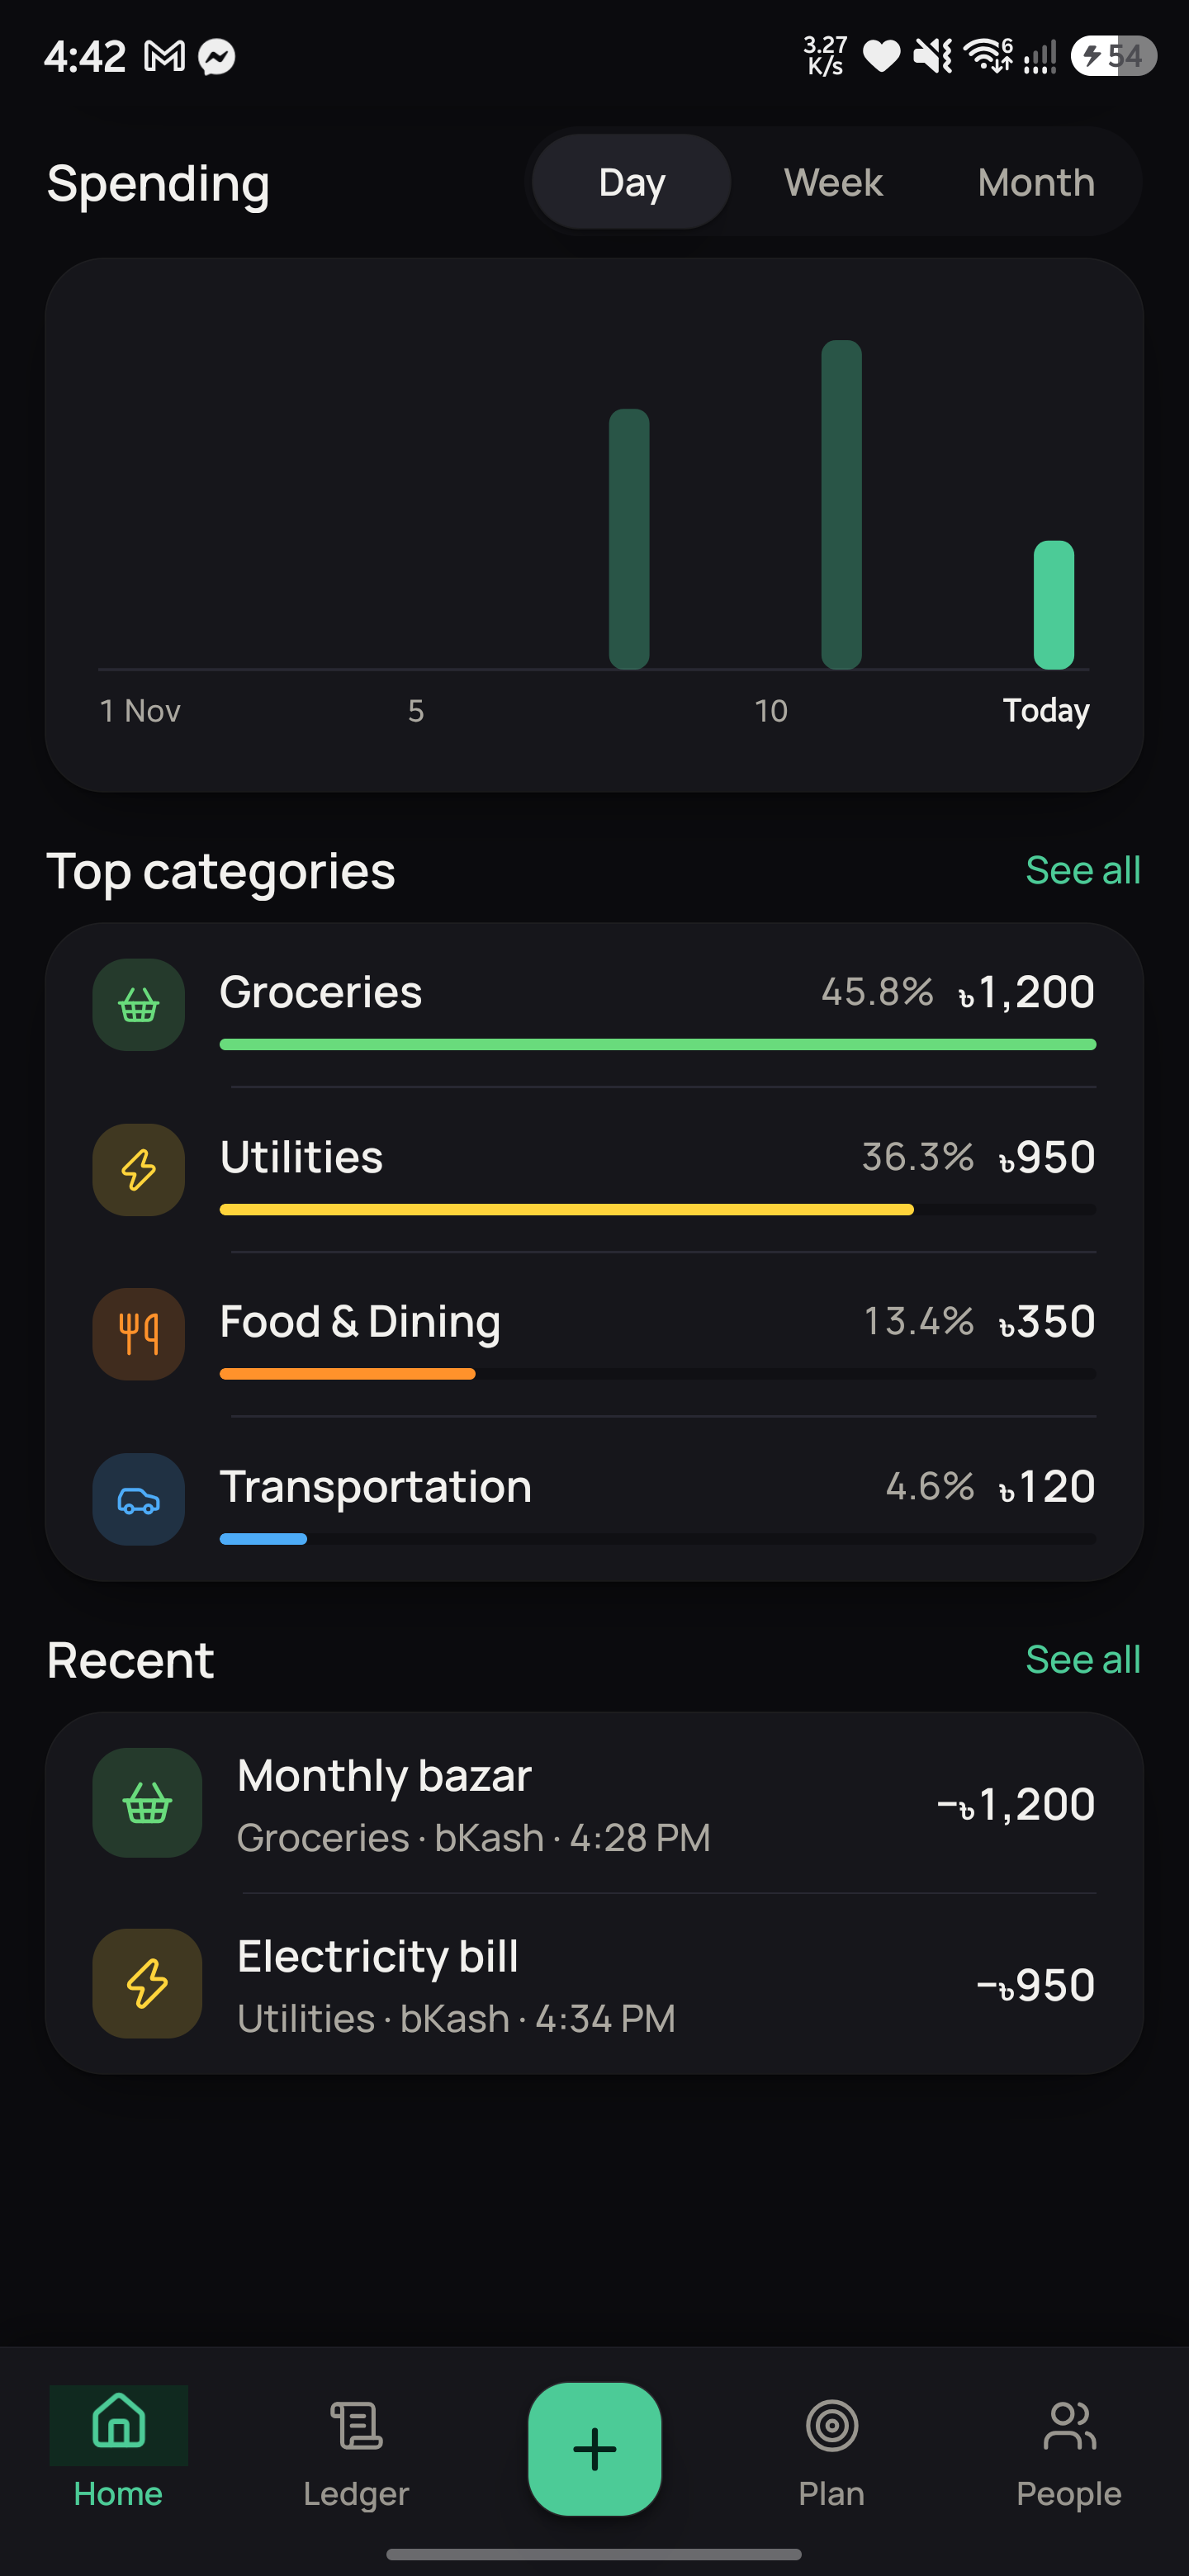 4:42
3.27 K/s
6
54
Spending
Day
Week
Month
1 Nov
5
10
Today
Top categories
See all
Groceries
45.8%
৳1,200
Utilities
36.3%
৳950
Food & Dining
13.4%
৳350
Transportation
4.6%
৳120
Recent
See all
Monthly bazar
Groceries · bKash · 4:28 PM
−৳1,200
Electricity bill
Utilities · bKash · 4:34 PM
−৳950
Home
Ledger
Plan
People